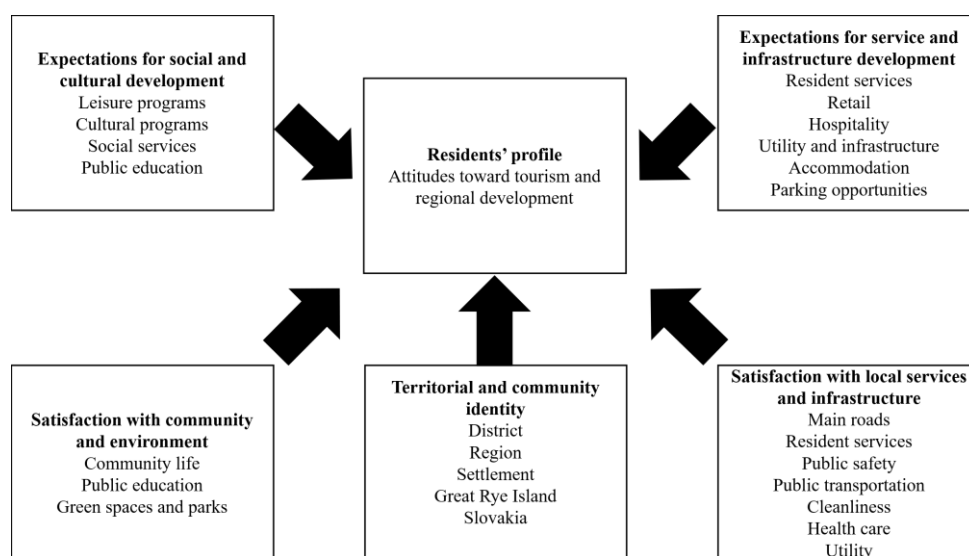 Expectations for social and
cultural development
Leisure programs
Cultural programs
Social services
Public education
Expectations for service and
infrastructure development
Resident services
Retail
Hospitality
Utility and infrastructure
Accommodation
Parking opportunities
Residents’ profile
Attitudes toward tourism and
regional development
Satisfaction with community
and environment
Community life
Public education
Green spaces and parks
Territorial and community
identity
District
Region
Settlement
Great Rye Island
Slovakia
Satisfaction with local services
and infrastructure
Main roads
Resident services
Public safety
Public transportation
Cleanliness
Health care
Utility